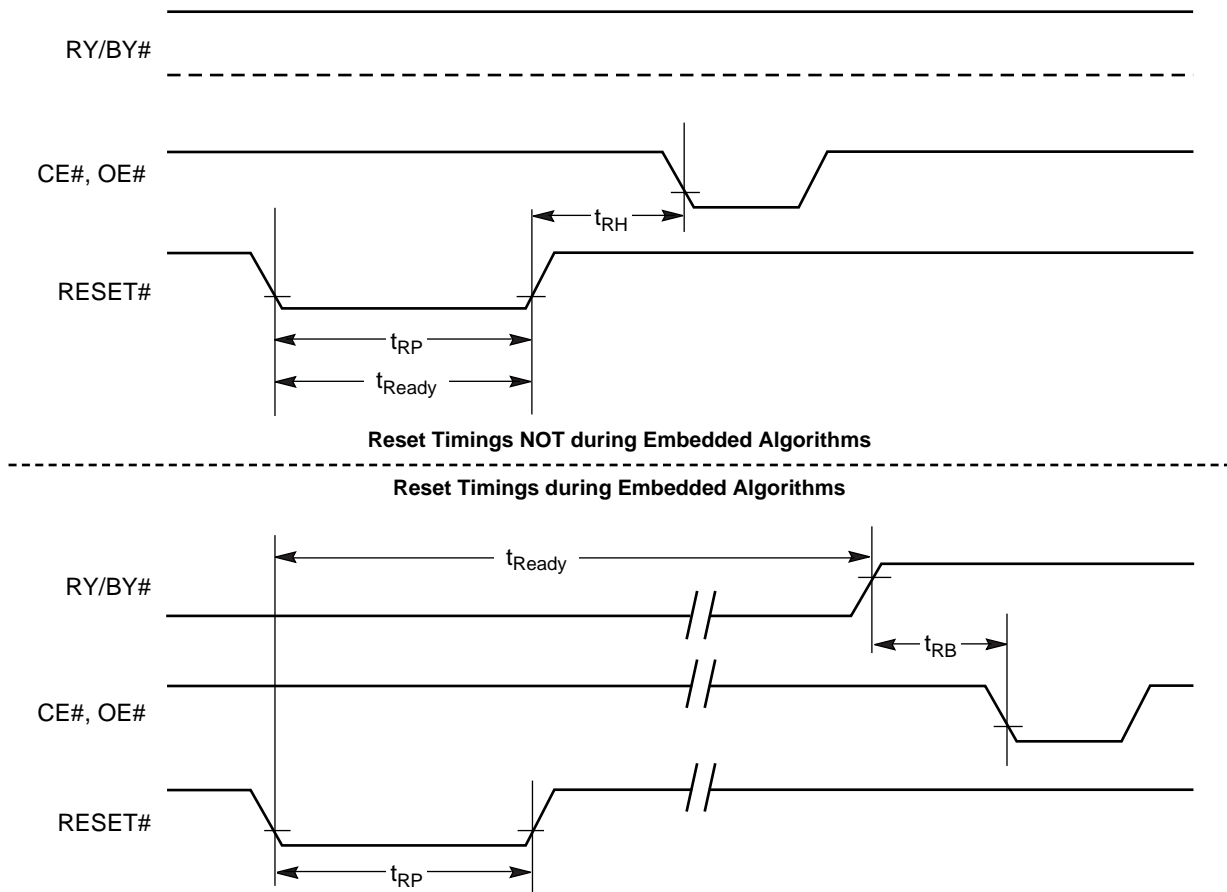 RY/BY#
CE#, OE#
tRH
RESET#
tRP
tReady
Reset Timings NOT during Embedded Algorithms
Reset Timings during Embedded Algorithms
tReady
RY/BY#
tRB
CE#, OE#
RESET#
tRP